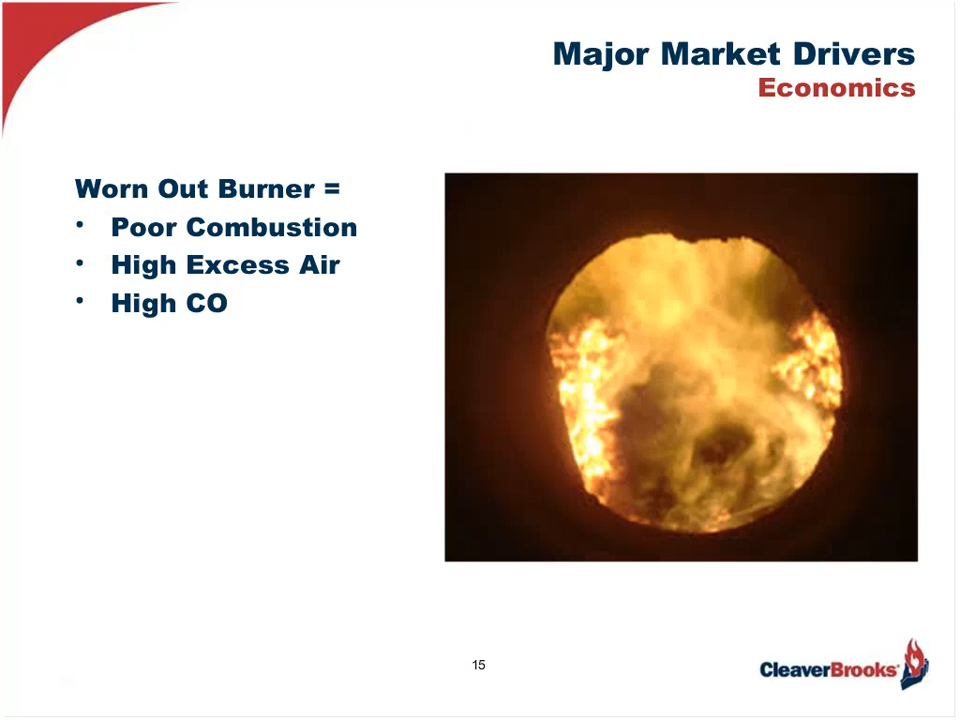 Major Market Drivers
Economics
Worn Out Burner =
• Poor Combustion
• High Excess Air
• High CO
15
CleaverBrooks